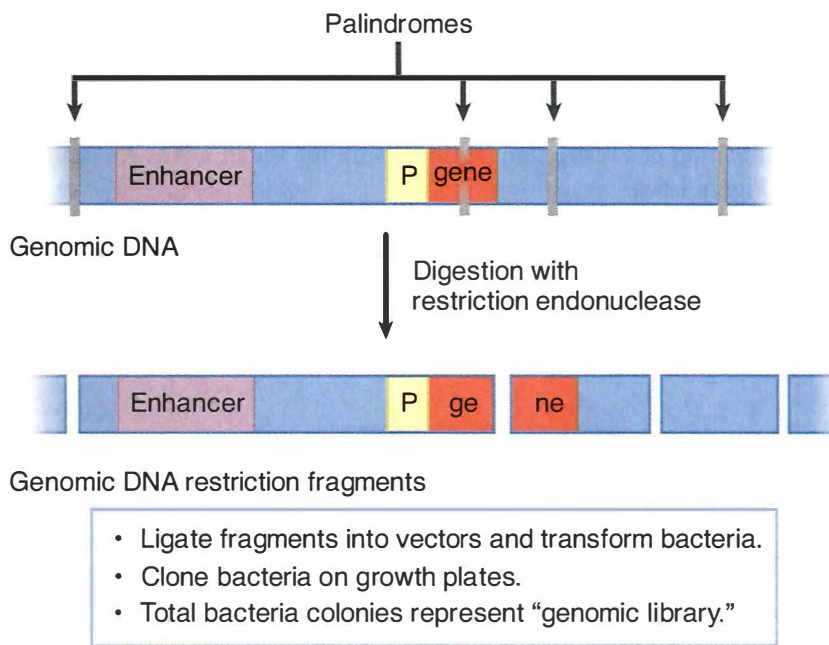 Palindromes
Enhancer P gene
Genomic DNA
Digestion with
restriction endonuclease
Enhancer P ge ne
Genomic DNA restriction fragments
• Ligate fragments into vectors and transform bacteria.
• Clone bacteria on growth plates.
• Total bacteria colonies represent “genomic library.”